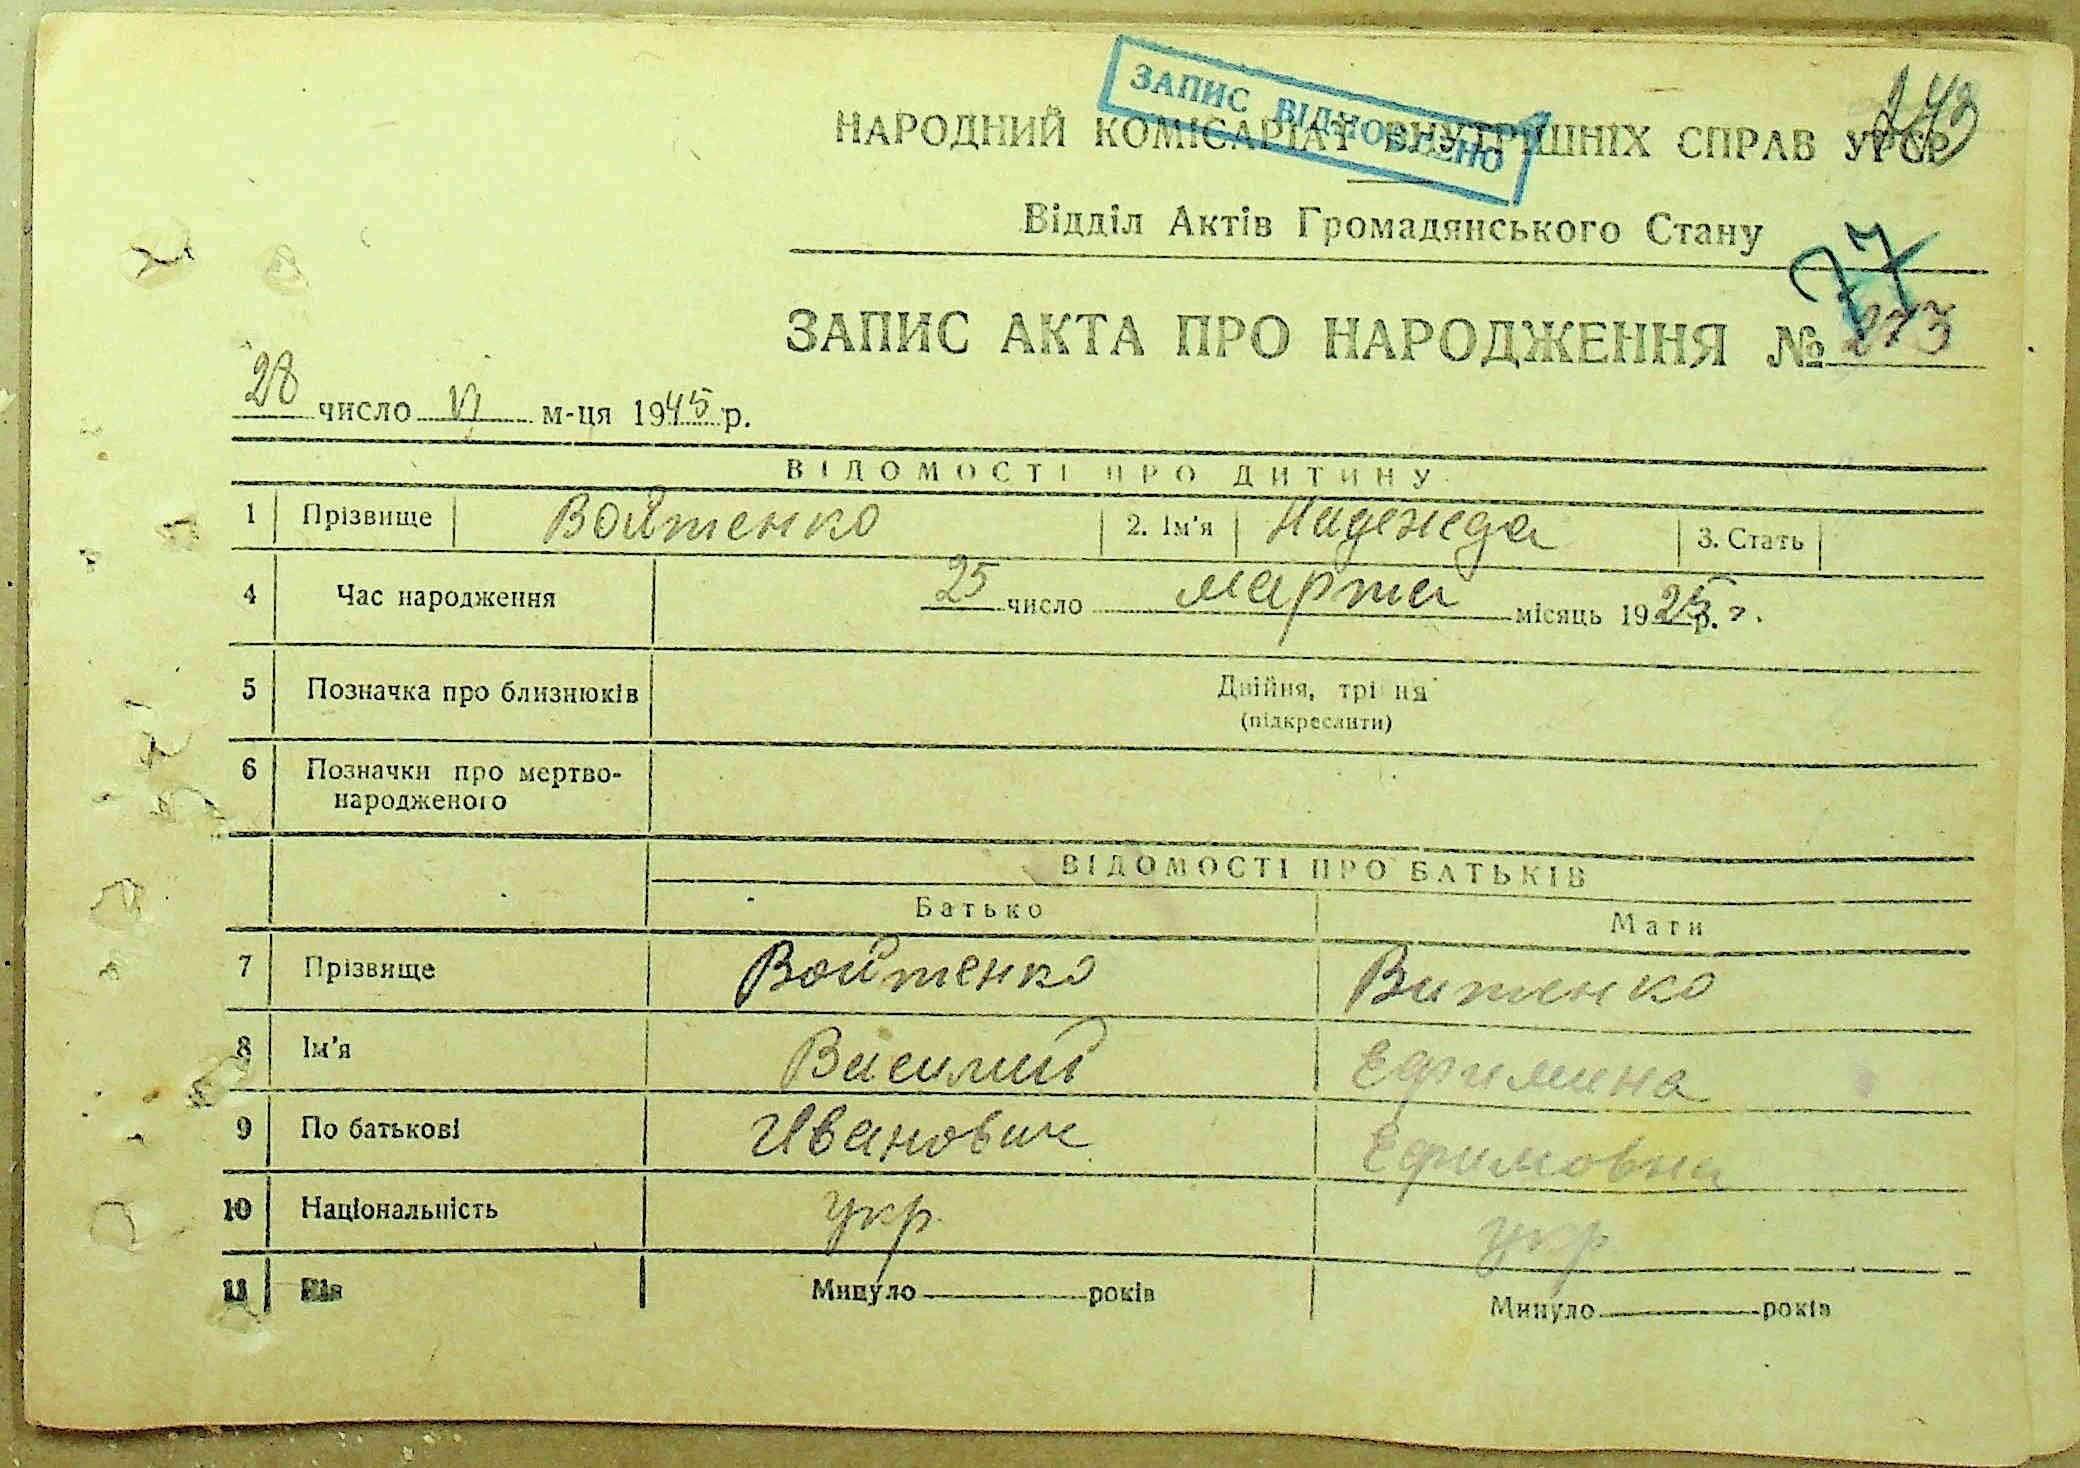 ЗАПИС ВІДНОВЛЕНО
НАРОДНИЙ КОМІСАРІАТ ВНУТРІШНІХ СПРАВ УРСР
Відділ Актів Громадянського Стану
77
ЗАПИС АКТА ПРО НАРОДЖЕННЯ № 273
28 число VI м-ця 1945 р.
ВІДОМОСТІ ПРО ДИТИНУ
1 Прізвище Войтенко 2. Ім'я Надежда 3. Стать
4 Час народження 25 число марта місяць 1925 р.
5 Позначка про близнюків Двійня, трійня
(підкреслити)
6 Позначки про мертво-
народженого
ВІДОМОСТІ ПРО БАТЬКІВ
Батько Мати
7 Прізвище Войтенко Витенко
8 Ім'я Василий Ефимина
9 По батькові Иванович Ефимовна
10 Національність укр укр
11 Вік Минуло років Минуло років